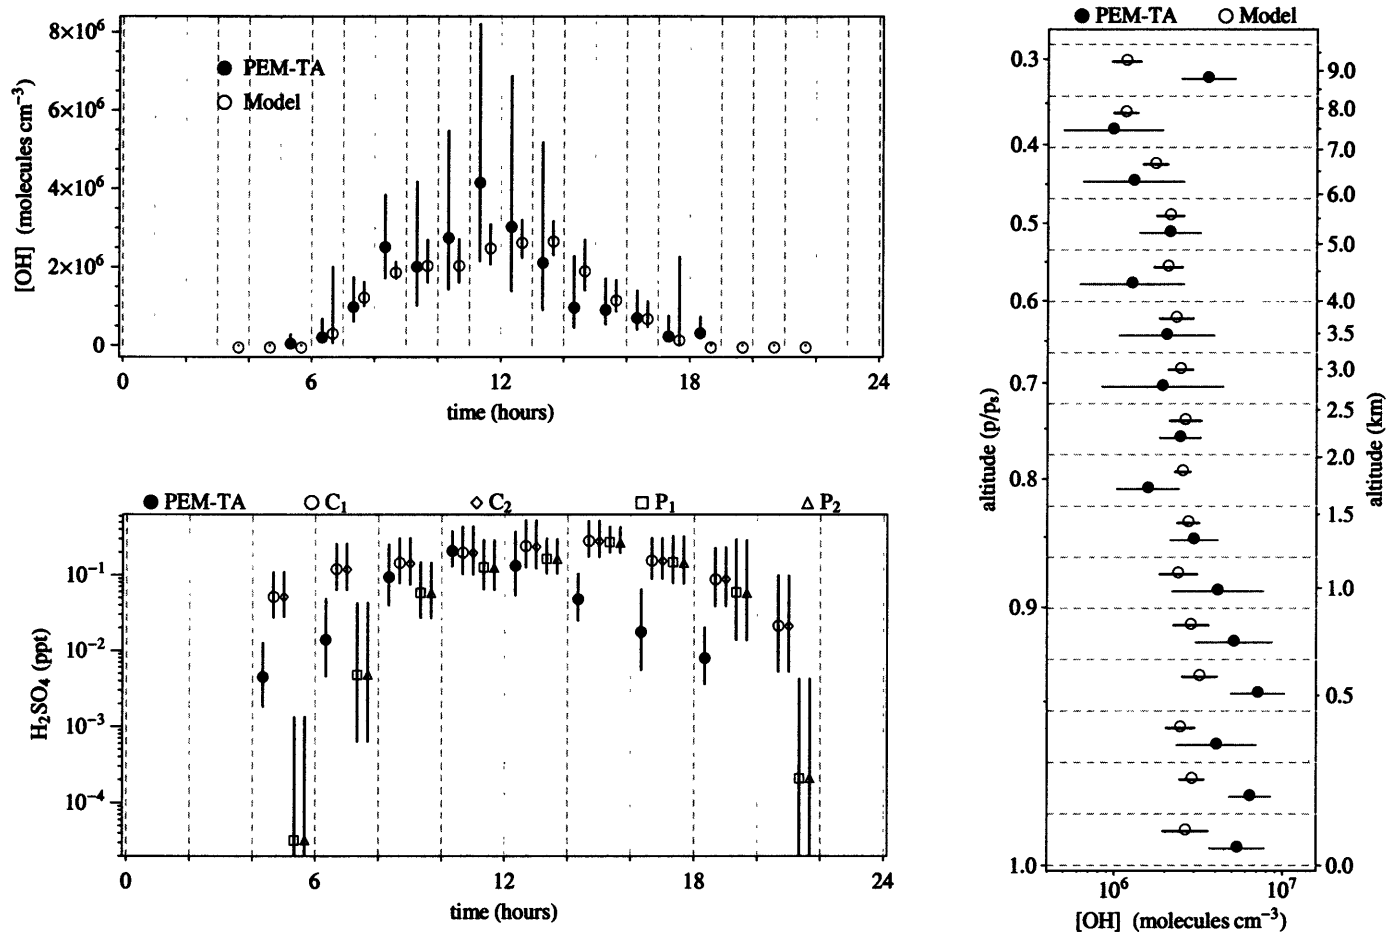 8×10⁶
6×10⁶
4×10⁶
2×10⁶
0
[OH] (molecules cm⁻³)
PEM-TA
Model
0 6 12 18 24
time (hours)
PEM-TA C₁ C₂ P₁ P₂
10⁻¹
10⁻²
10⁻³
10⁻⁴
H₂SO₄ (ppt)
0 6 12 18 24
time (hours)
PEM-TA Model
0.3
0.4
0.5
0.6
0.7
0.8
0.9
1.0
altitude (p/pₛ)
9.0
8.0
7.0
6.0
5.0
4.0
3.5
3.0
2.5
2.0
1.5
1.0
0.5
0.0
altitude (km)
10⁶ 10⁷
[OH] (molecules cm⁻³)